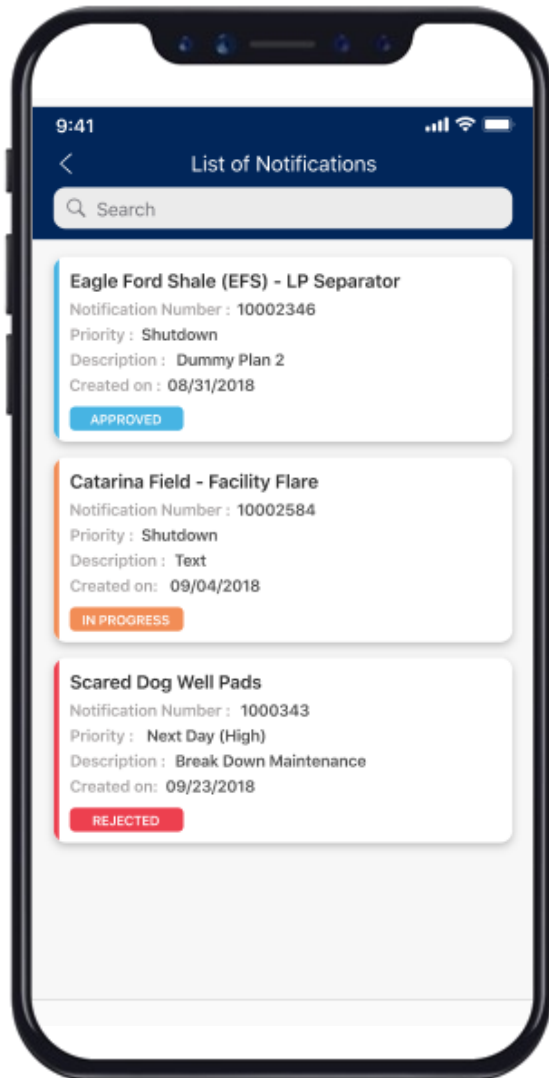 9:41
List of Notifications
Search
Eagle Ford Shale (EFS) - LP Separator
Notification Number : 10002346
Priority : Shutdown
Description : Dummy Plan 2
Created on : 08/31/2018
APPROVED
Catarina Field - Facility Flare
Notification Number : 10002584
Priority : Shutdown
Description : Text
Created on: 09/04/2018
IN PROGRESS
Scared Dog Well Pads
Notification Number : 1000343
Priority : Next Day (High)
Description : Break Down Maintenance
Created on: 09/23/2018
REJECTED